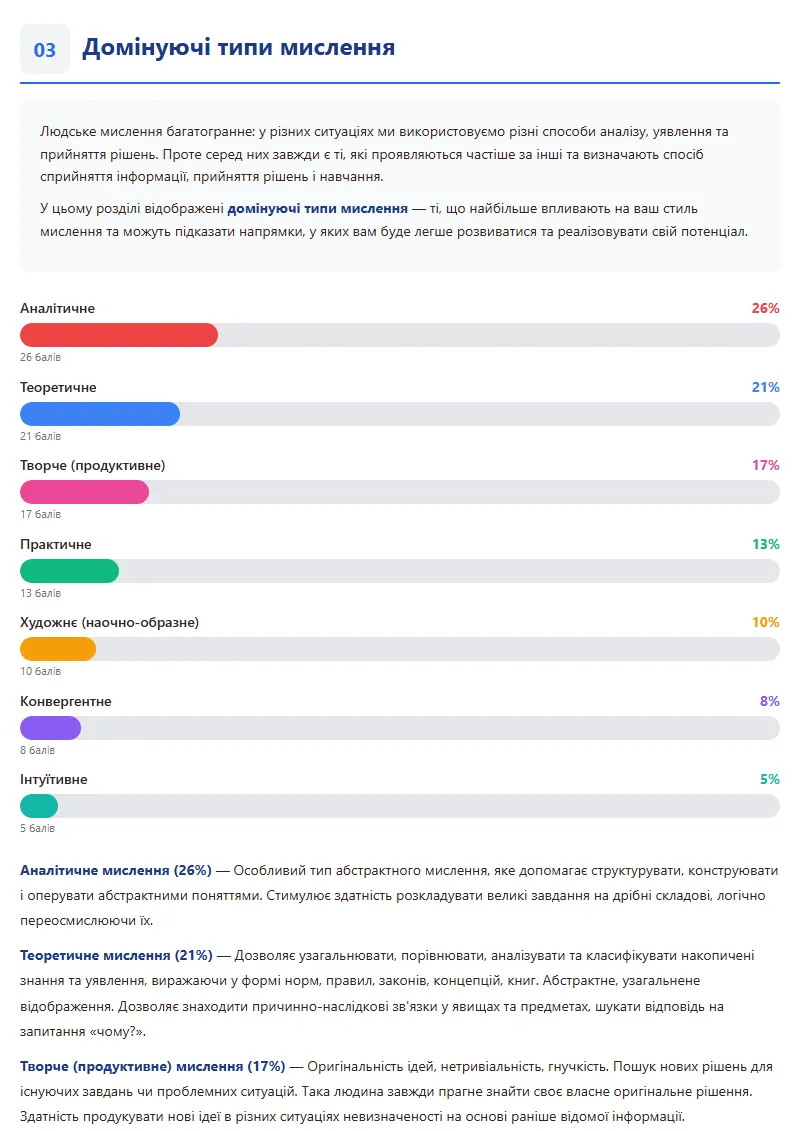 03
Домінуючі типи мислення
Людське мислення багатогранне: у різних ситуаціях ми використовуємо різні способи аналізу, уявлення та
прийняття рішень. Проте серед них завжди є ті, які проявляються частіше за інші та визначають спосіб
сприйняття інформації, прийняття рішень і навчання.
У цьому розділі відображені домінуючі типи мислення — ті, що найбільше впливають на ваш стиль
мислення та можуть підказати напрямки, у яких вам буде легше розвиватися та реалізовувати свій потенціал.
Аналітичне 26%
26 балів
Теоретичне 21%
21 балів
Творче (продуктивне) 17%
17 балів
Практичне 13%
13 балів
Художнє (наочно-образне) 10%
10 балів
Конвергентне 8%
8 балів
Інтуїтивне 5%
5 балів
Аналітичне мислення (26%) — Особливий тип абстрактного мислення, яке допомагає структурувати, конструювати
і оперувати абстрактними поняттями. Стимулює здатність розкладувати великі завдання на дрібні складові, логічно
переосмислюючи їх.
Теоретичне мислення (21%) — Дозволяє узагальнювати, порівнювати, аналізувати та класифікувати накопичені
знання та уявлення, виражаючи у формі норм, правил, законів, концепцій, книг. Абстрактне, узагальнене
відображення. Дозволяє знаходити причинно-наслідкові зв'язки у явищах та предметах, шукати відповідь на
запитання «чому?».
Творче (продуктивне) мислення (17%) — Оригінальність ідей, нетривіальність, гнучкість. Пошук нових рішень для
існуючих завдань чи проблемних ситуацій. Така людина завжди прагне знайти своє власне оригінальне рішення.
Здатність продукувати нові ідеї в різних ситуаціях невизначеності на основі раніше відомої інформації.